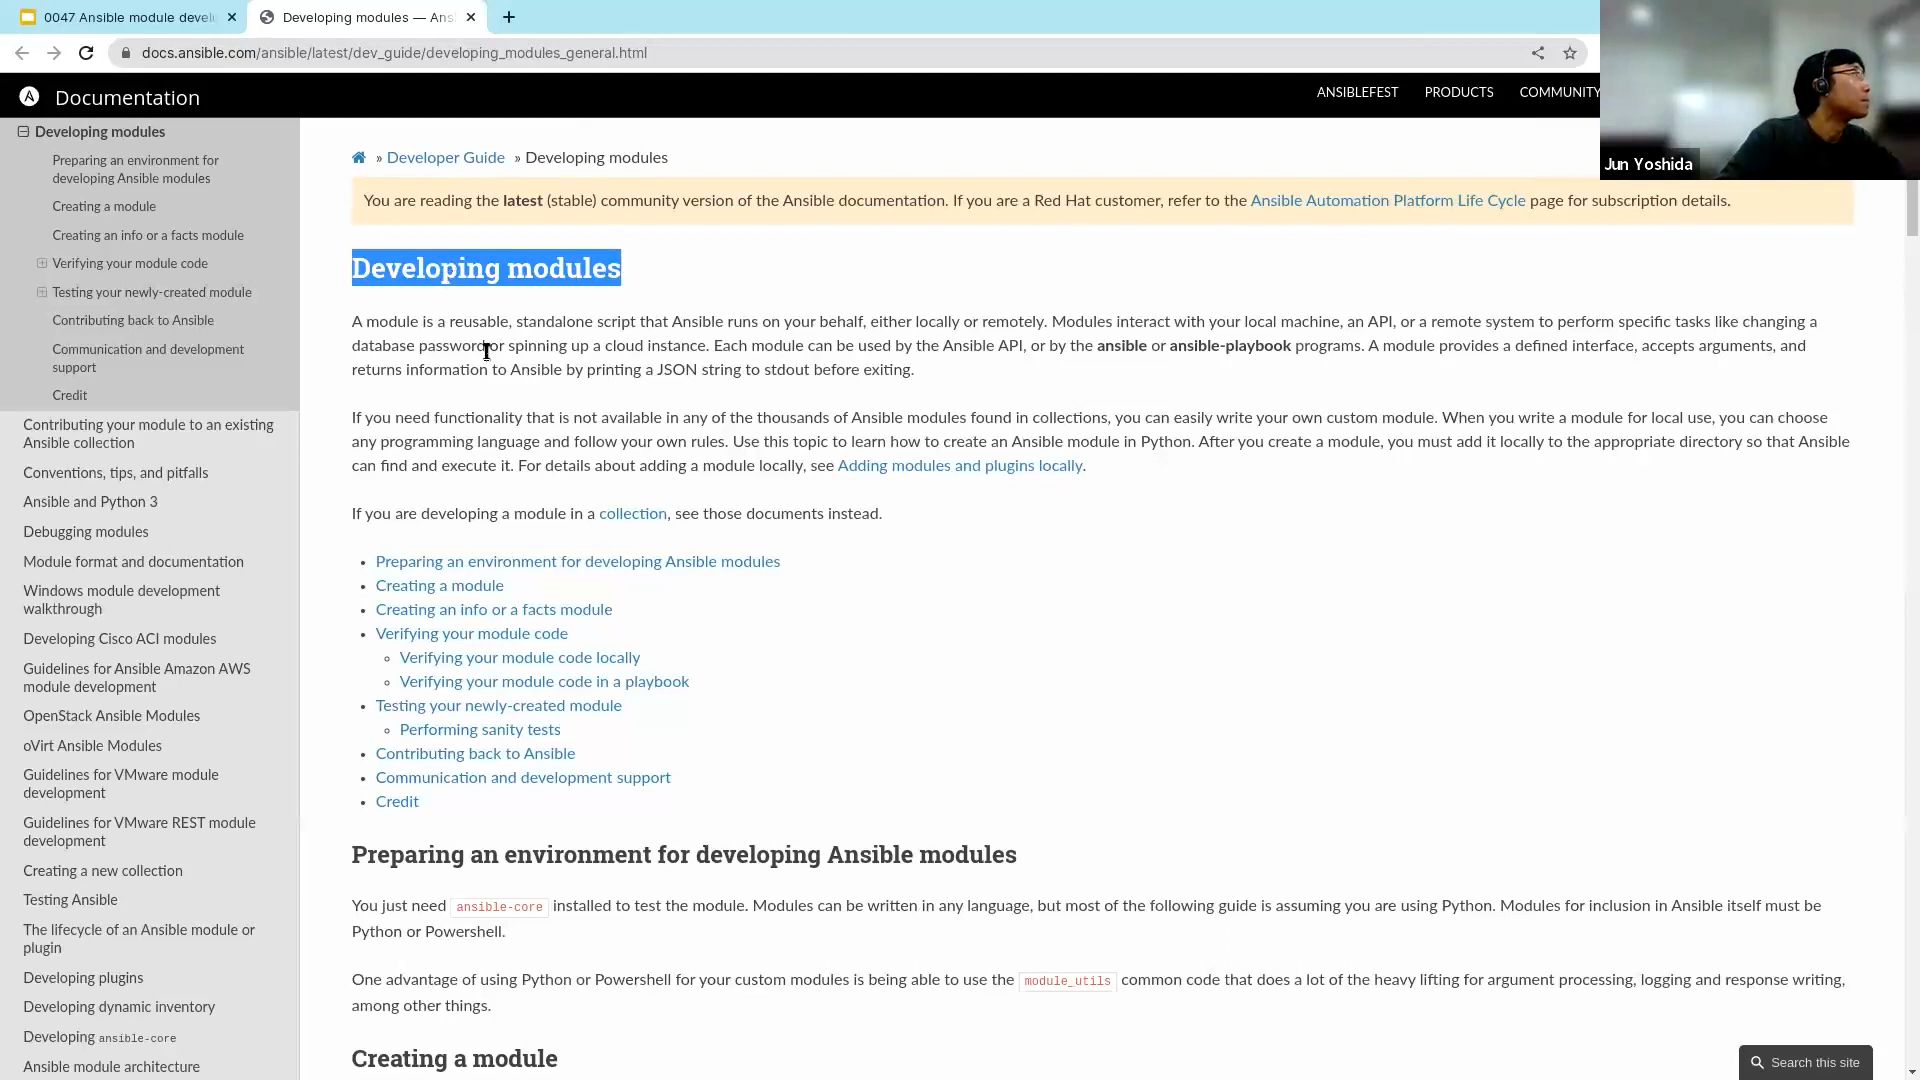 0047 Ansible module devel
Developing modules — Ans
docs.ansible.com/ansible/latest/dev_guide/developing_modules_general.html
Documentation
ANSIBLEFEST
PRODUCTS
COMMUNITY
Jun Yoshida
Developing modules
Preparing an environment for
developing Ansible modules
Creating a module
Creating an info or a facts module
Verifying your module code
Testing your newly-created module
Contributing back to Ansible
Communication and development
support
Credit
Contributing your module to an existing
Ansible collection
Conventions, tips, and pitfalls
Ansible and Python 3
Debugging modules
Module format and documentation
Windows module development
walkthrough
Developing Cisco ACI modules
Guidelines for Ansible Amazon AWS
module development
OpenStack Ansible Modules
oVirt Ansible Modules
Guidelines for VMware module
development
Guidelines for VMware REST module
development
Creating a new collection
Testing Ansible
The lifecycle of an Ansible module or
plugin
Developing plugins
Developing dynamic inventory
Developing ansible-core
Ansible module architecture
» Developer Guide » Developing modules
You are reading the latest (stable) community version of the Ansible documentation. If you are a Red Hat customer, refer to the Ansible Automation Platform Life Cycle page for subscription details.
Developing modules
A module is a reusable, standalone script that Ansible runs on your behalf, either locally or remotely. Modules interact with your local machine, an API, or a remote system to perform specific tasks like changing a
database password or spinning up a cloud instance. Each module can be used by the Ansible API, or by the ansible or ansible-playbook programs. A module provides a defined interface, accepts arguments, and
returns information to Ansible by printing a JSON string to stdout before exiting.
If you need functionality that is not available in any of the thousands of Ansible modules found in collections, you can easily write your own custom module. When you write a module for local use, you can choose
any programming language and follow your own rules. Use this topic to learn how to create an Ansible module in Python. After you create a module, you must add it locally to the appropriate directory so that Ansible
can find and execute it. For details about adding a module locally, see Adding modules and plugins locally.
If you are developing a module in a collection, see those documents instead.
• Preparing an environment for developing Ansible modules
• Creating a module
• Creating an info or a facts module
• Verifying your module code
◦ Verifying your module code locally
◦ Verifying your module code in a playbook
• Testing your newly-created module
◦ Performing sanity tests
• Contributing back to Ansible
• Communication and development support
• Credit
Preparing an environment for developing Ansible modules
You just need ansible-core installed to test the module. Modules can be written in any language, but most of the following guide is assuming you are using Python. Modules for inclusion in Ansible itself must be
Python or Powershell.
One advantage of using Python or Powershell for your custom modules is being able to use the module_utils common code that does a lot of the heavy lifting for argument processing, logging and response writing,
among other things.
Creating a module
Search this site